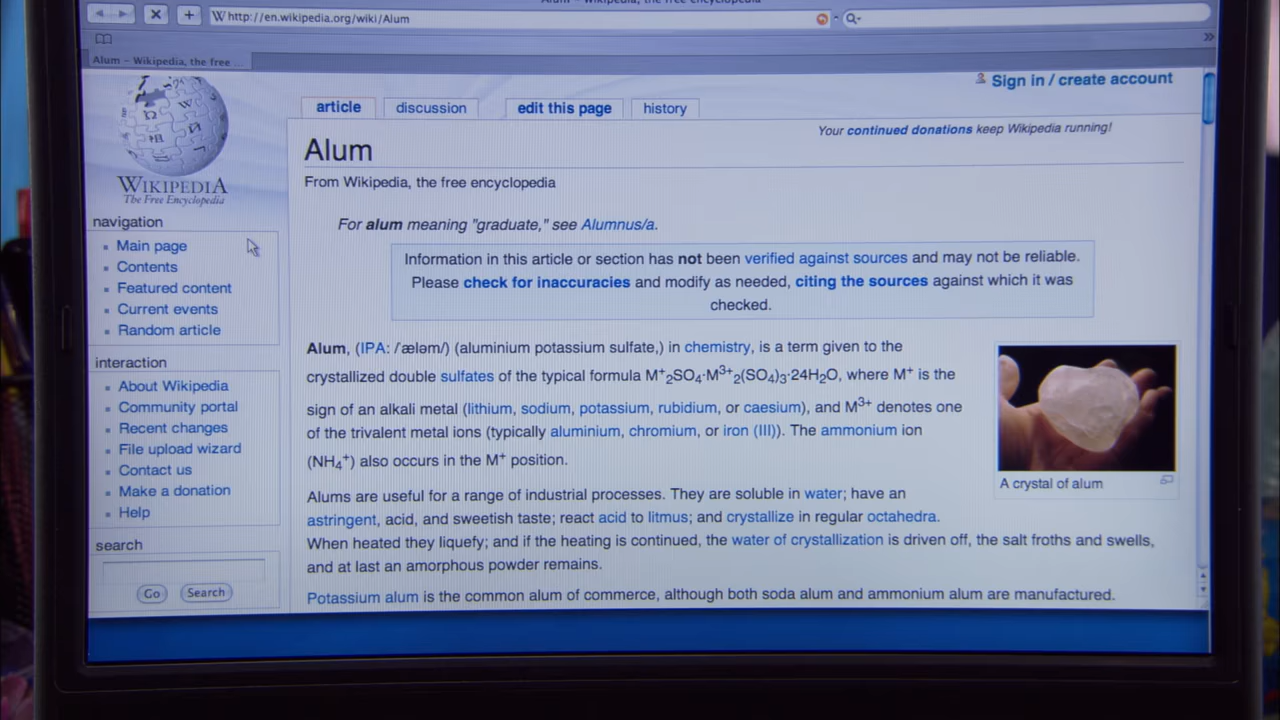 http://en.wikipedia.org/wiki/Alum
Alum – Wikipedia, the free ...
Sign in / create account
article
discussion
edit this page
history
Your continued donations keep Wikipedia running!
WIKIPEDIA
The Free Encyclopedia
navigation
Main page
Contents
Featured content
Current events
Random article
interaction
About Wikipedia
Community portal
Recent changes
File upload wizard
Contact us
Make a donation
Help
search
Go
Search
Alum
From Wikipedia, the free encyclopedia
For alum meaning "graduate," see Alumnus/a.
Information in this article or section has not been verified against sources and may not be reliable.
Please check for inaccuracies and modify as needed, citing the sources against which it was
checked.
Alum, (IPA: /ˈæləm/) (aluminium potassium sulfate,) in chemistry, is a term given to the
crystallized double sulfates of the typical formula M⁺₂SO₄·M³⁺₂(SO₄)₃·24H₂O, where M⁺ is the
sign of an alkali metal (lithium, sodium, potassium, rubidium, or caesium), and M³⁺ denotes one
of the trivalent metal ions (typically aluminium, chromium, or iron (III)). The ammonium ion
(NH₄⁺) also occurs in the M⁺ position.
A crystal of alum
Alums are useful for a range of industrial processes. They are soluble in water; have an
astringent, acid, and sweetish taste; react acid to litmus; and crystallize in regular octahedra.
When heated they liquefy; and if the heating is continued, the water of crystallization is driven off, the salt froths and swells,
and at last an amorphous powder remains.
Potassium alum is the common alum of commerce, although both soda alum and ammonium alum are manufactured.